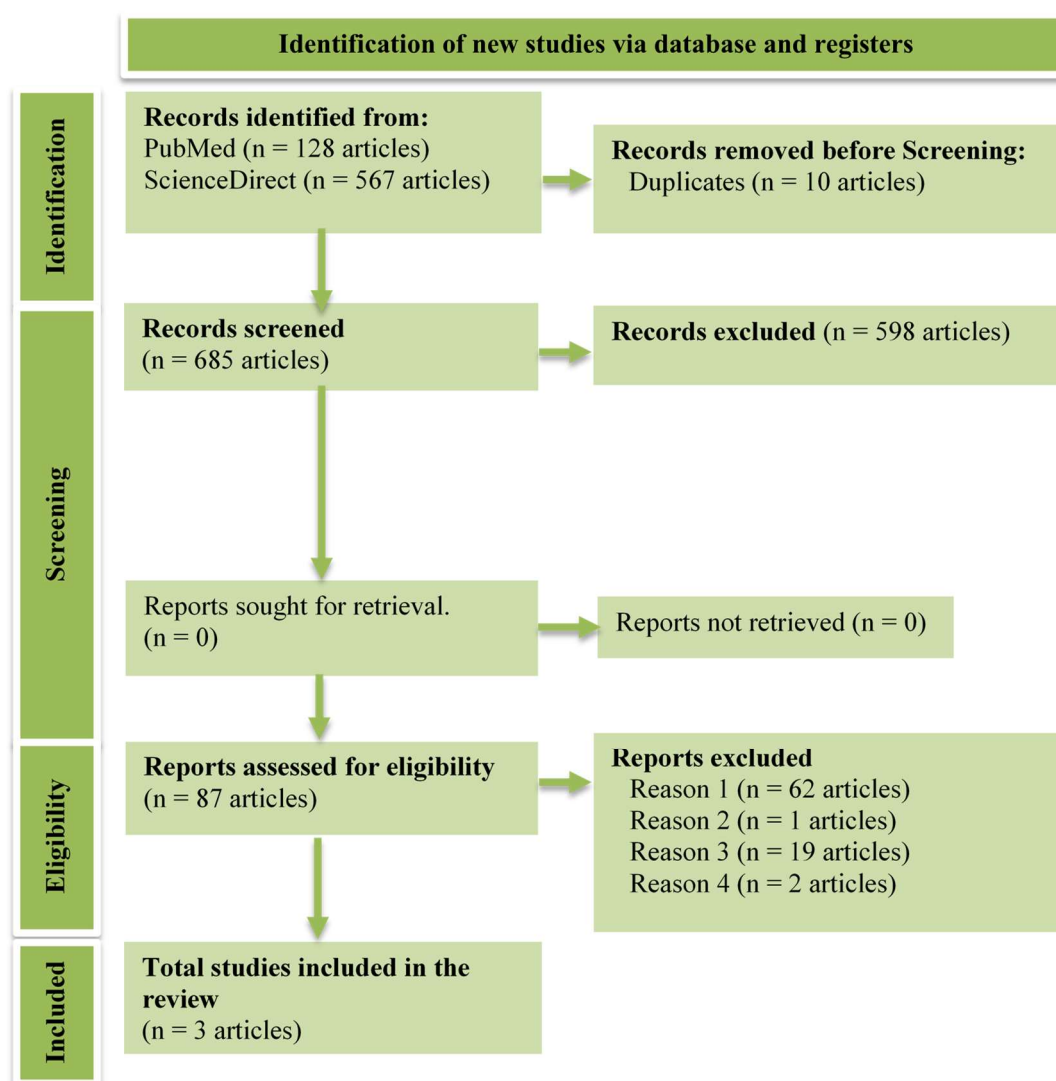 Identification of new studies via database and registers
Identification
Records identified from:
PubMed (n = 128 articles)
ScienceDirect (n = 567 articles)
Records removed before Screening:
Duplicates (n = 10 articles)
Screening
Records screened
(n = 685 articles)
Records excluded (n = 598 articles)
Reports sought for retrieval.
(n = 0)
Reports not retrieved (n = 0)
Eligibility
Reports assessed for eligibility
(n = 87 articles)
Reports excluded
Reason 1 (n = 62 articles)
Reason 2 (n = 1 articles)
Reason 3 (n = 19 articles)
Reason 4 (n = 2 articles)
Included
Total studies included in the
review
(n = 3 articles)